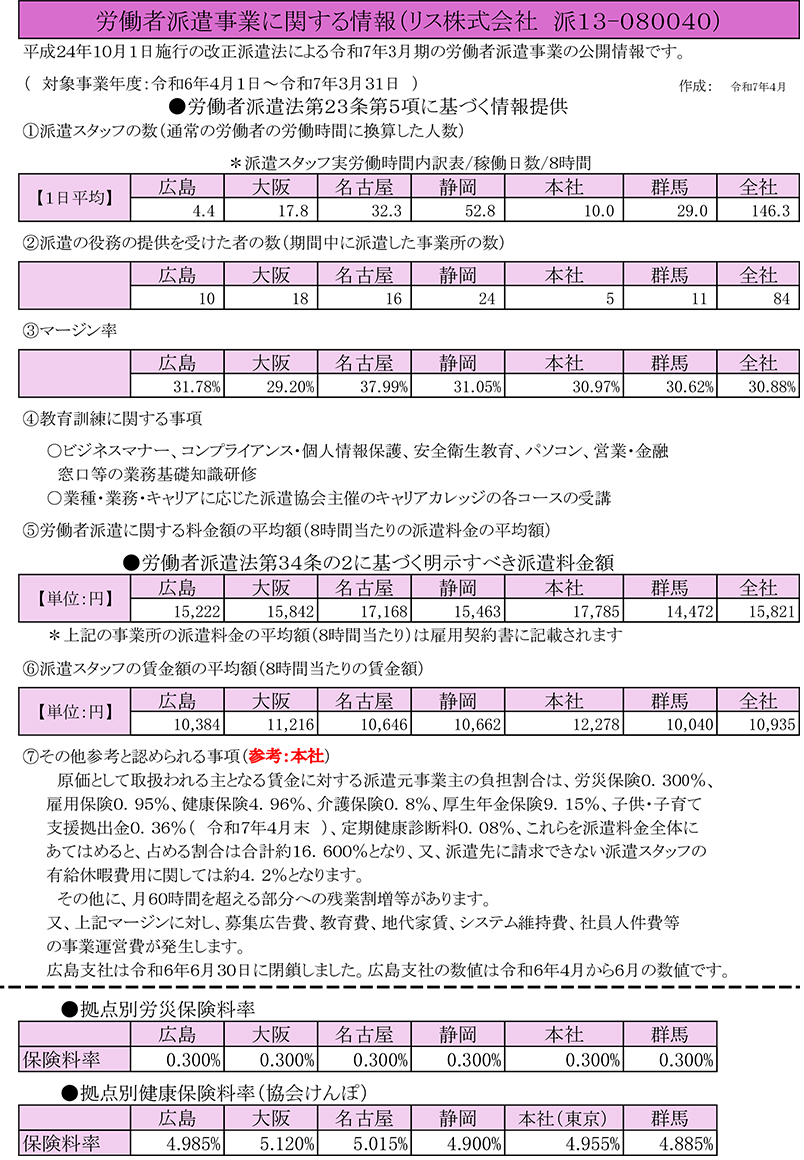 労働者派遣事業に関する情報（リス株式会社　派13-080040）
平成24年10月1日施行の改正派遣法による令和7年3月期の労働者派遣事業の公開情報です。
（　対象事業年度：令和6年4月1日～令和7年3月31日　）　作成：　令和7年4月
●労働者派遣法第23条第5項に基づく情報提供
①派遣スタッフの数（通常の労働者の労働時間に換算した人数）
＊派遣スタッフ実労働時間内訳表/稼働日数/8時間
【1日平均】 広島 大阪 名古屋 静岡 本社 群馬 全社
4.4 17.8 32.3 52.8 10.0 29.0 146.3
②派遣の役務の提供を受けた者の数（期間中に派遣した事業所の数）
広島 大阪 名古屋 静岡 本社 群馬 全社
10 18 16 24 5 11 84
③マージン率
広島 大阪 名古屋 静岡 本社 群馬 全社
31.78% 29.20% 37.99% 31.05% 30.97% 30.62% 30.88%
④教育訓練に関する事項
○ビジネスマナー、コンプライアンス・個人情報保護、安全衛生教育、パソコン、営業・金融
窓口等の業務基礎知識研修
○業種・業務・キャリアに応じた派遣協会主催のキャリアカレッジの各コースの受講
⑤労働者派遣に関する料金額の平均額（8時間当たりの派遣料金の平均額）
●労働者派遣法第34条の2に基づく明示すべき派遣料金額
【単位：円】 広島 大阪 名古屋 静岡 本社 群馬 全社
15,222 15,842 17,168 15,463 17,785 14,472 15,821
＊上記の事業所の派遣料金の平均額（8時間当たり）は雇用契約書に記載されます
⑥派遣スタッフの賃金額の平均額（8時間当たりの賃金額）
【単位：円】 広島 大阪 名古屋 静岡 本社 群馬 全社
10,384 11,216 10,646 10,662 12,278 10,040 10,935
⑦その他参考と認められる事項（参考：本社）
原価として取扱われる主となる賃金に対する派遣元事業主の負担割合は、労災保険0．300%、
雇用保険0．95%、健康保険4．96%、介護保険0．8%、厚生年金保険9．15%、子供・子育て
支援拠出金0．36%（　令和7年4月末　）、定期健康診断料0．08%、これらを派遣料金全体に
あてはめると、占める割合は合計約16．600%となり、又、派遣先に請求できない派遣スタッフの
有給休暇費用に関しては約4．2%となります。
その他に、月60時間を超える部分への残業割増等があります。
又、上記マージンに対し、募集広告費、教育費、地代家賃、システム維持費、社員人件費等
の事業運営費が発生します。
広島支社は令和6年6月30日に閉鎖しました。広島支社の数値は令和6年4月から6月の数値です。
●拠点別労災保険料率
広島 大阪 名古屋 静岡 本社 群馬
保険料率 0.300% 0.300% 0.300% 0.300% 0.300% 0.300%
●拠点別健康保険料率（協会けんぽ）
広島 大阪 名古屋 静岡 本社（東京） 群馬
保険料率 4.985% 5.120% 5.015% 4.900% 4.955% 4.885%